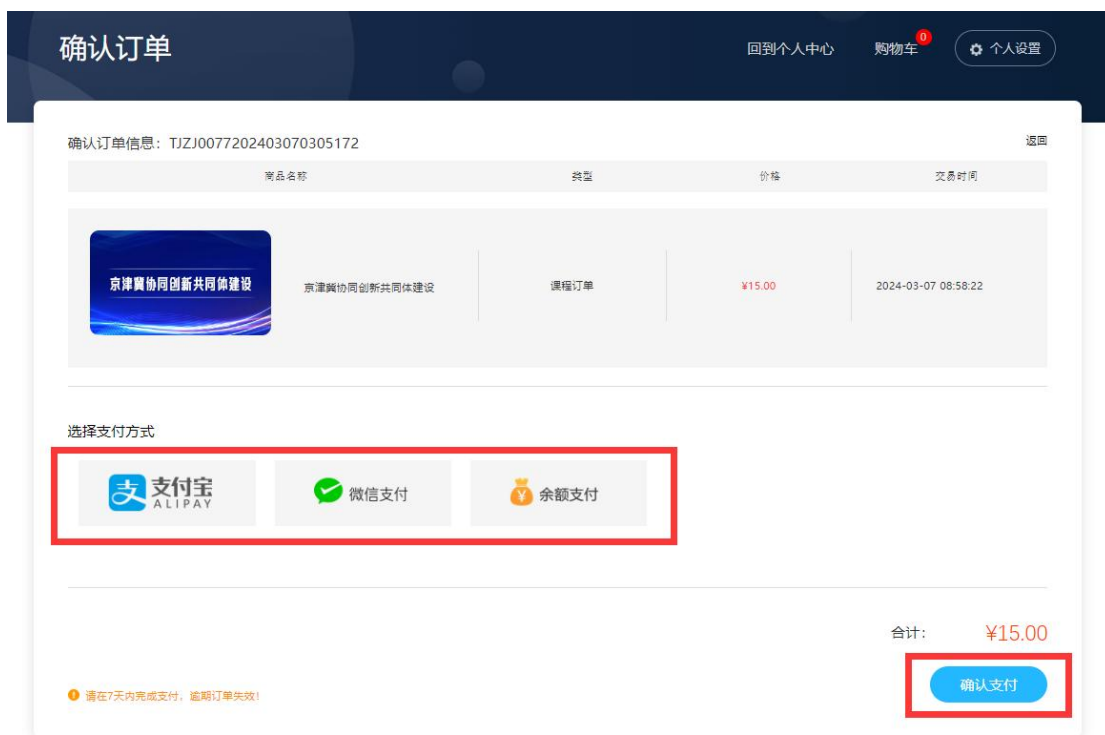 确认订单
回到个人中心 购物车 0 个人设置
确认订单信息：TJZJ0077202403070305172 返回
商品名称 类型 价格 交易时间
京津冀协同创新共同体建设 京津冀协同创新共同体建设 课程订单 ¥15.00 2024-03-07 08:58:22
选择支付方式
支付宝 微信支付 余额支付
ALIPAY
合计： ¥15.00
请在7天内完成支付，逾期订单失效！ 确认支付